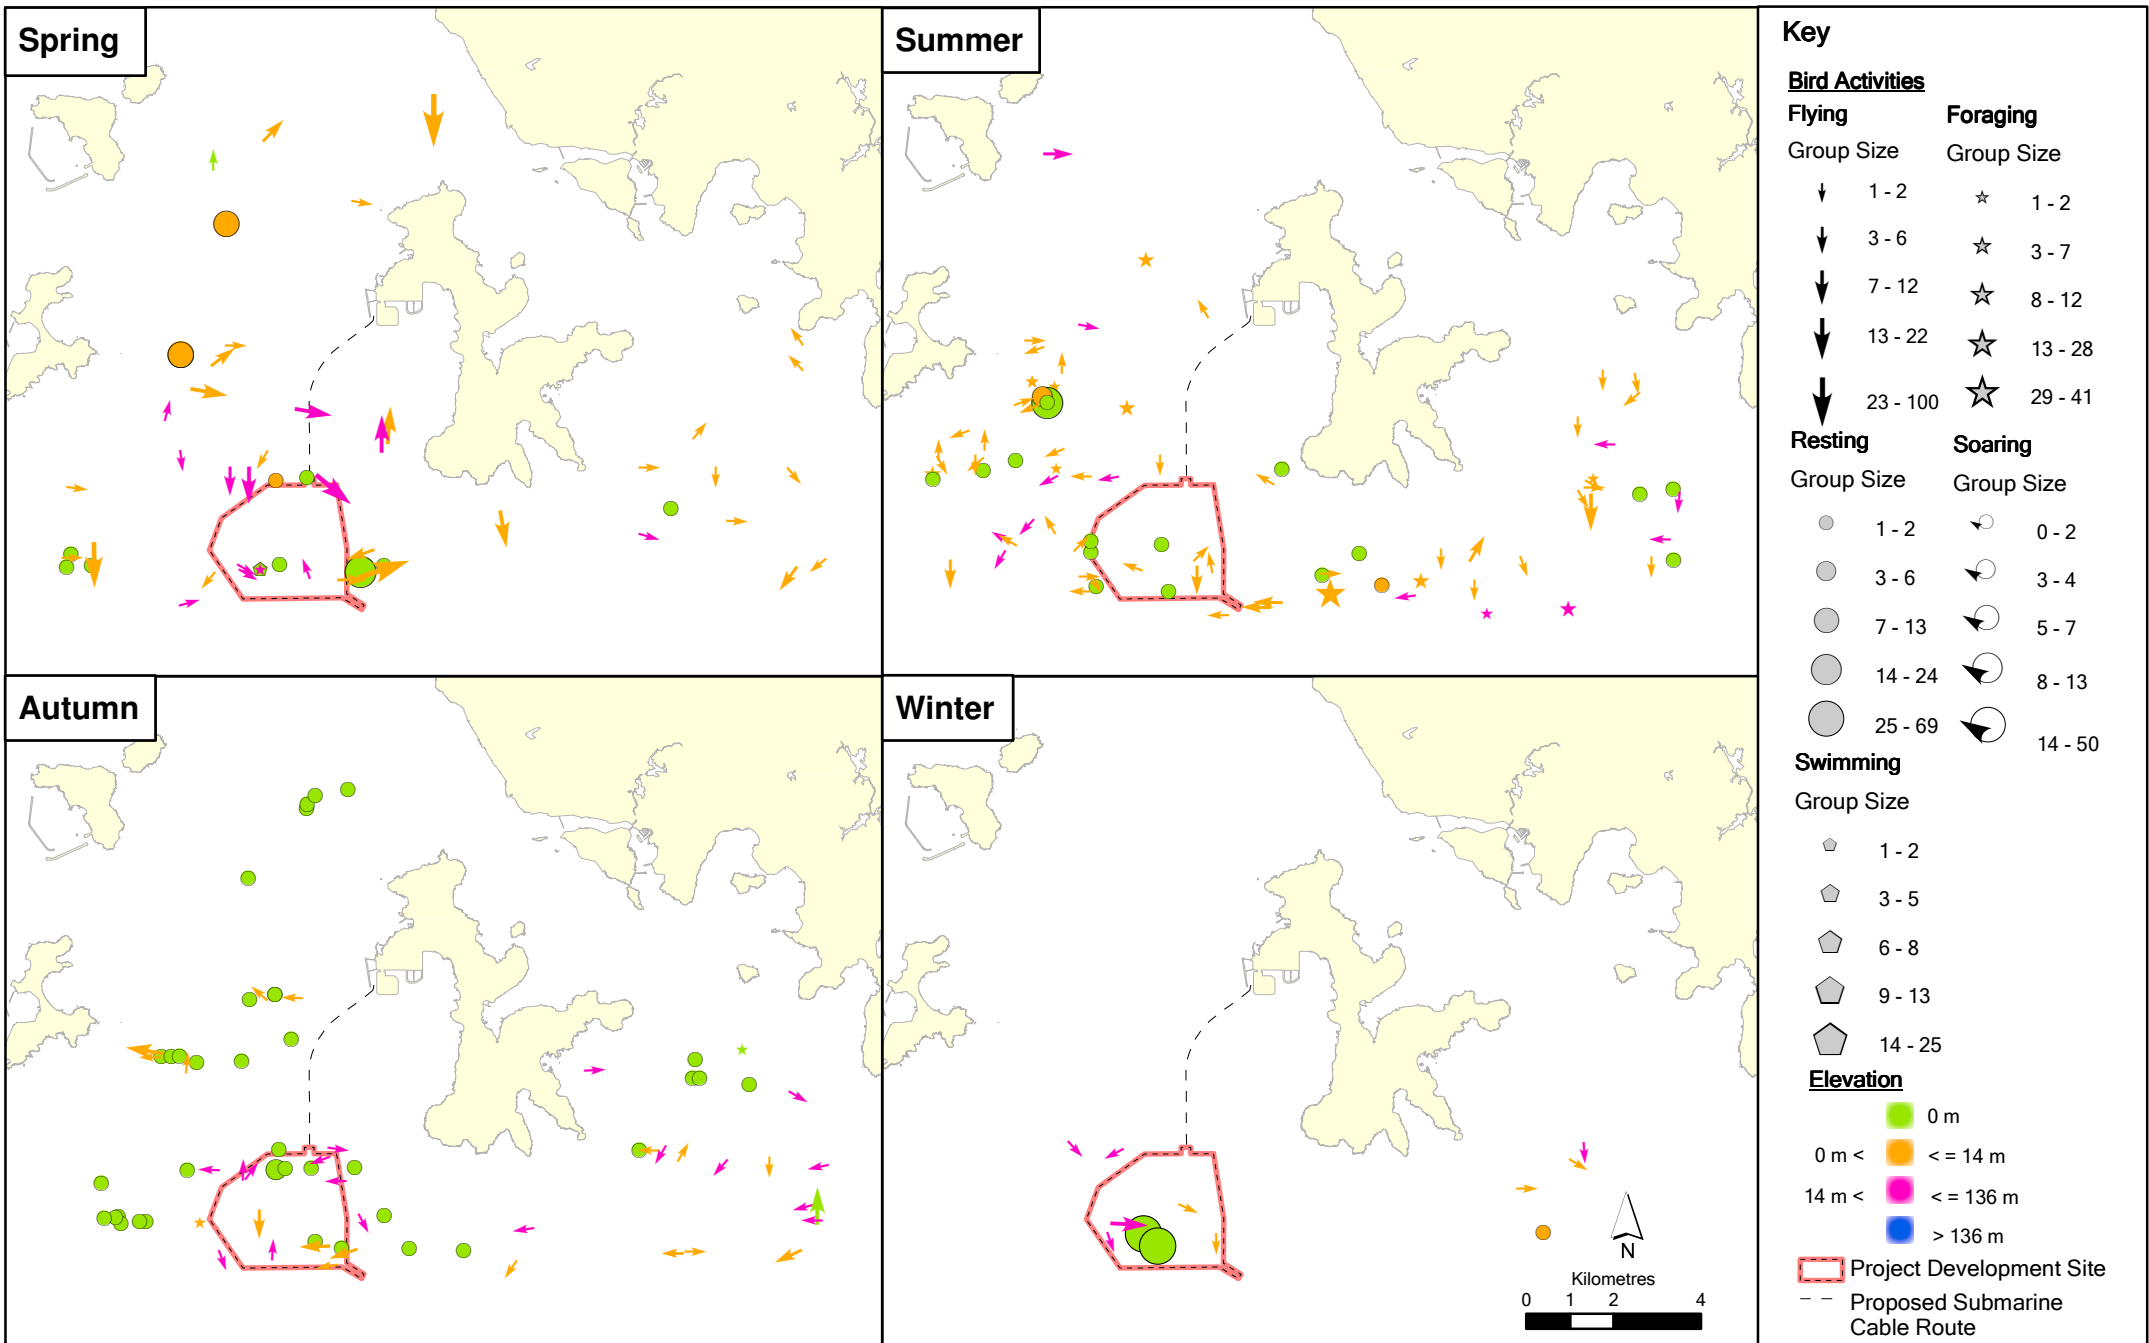 Spring
Summer
Autumn
Winter
N
Kilometres
0 1 2 4
Key
Bird Activities
Flying
Group Size
1 - 2
3 - 6
7 - 12
13 - 22
23 - 100
Foraging
Group Size
1 - 2
3 - 7
8 - 12
13 - 28
29 - 41
Resting
Group Size
1 - 2
3 - 6
7 - 13
14 - 24
25 - 69
Soaring
Group Size
0 - 2
3 - 4
5 - 7
8 - 13
14 - 50
Swimming
Group Size
1 - 2
3 - 5
6 - 8
9 - 13
14 - 25
Elevation
0 m
0 m < < = 14 m
14 m < < = 136 m
> 136 m
Project Development Site
Proposed Submarine
Cable Route